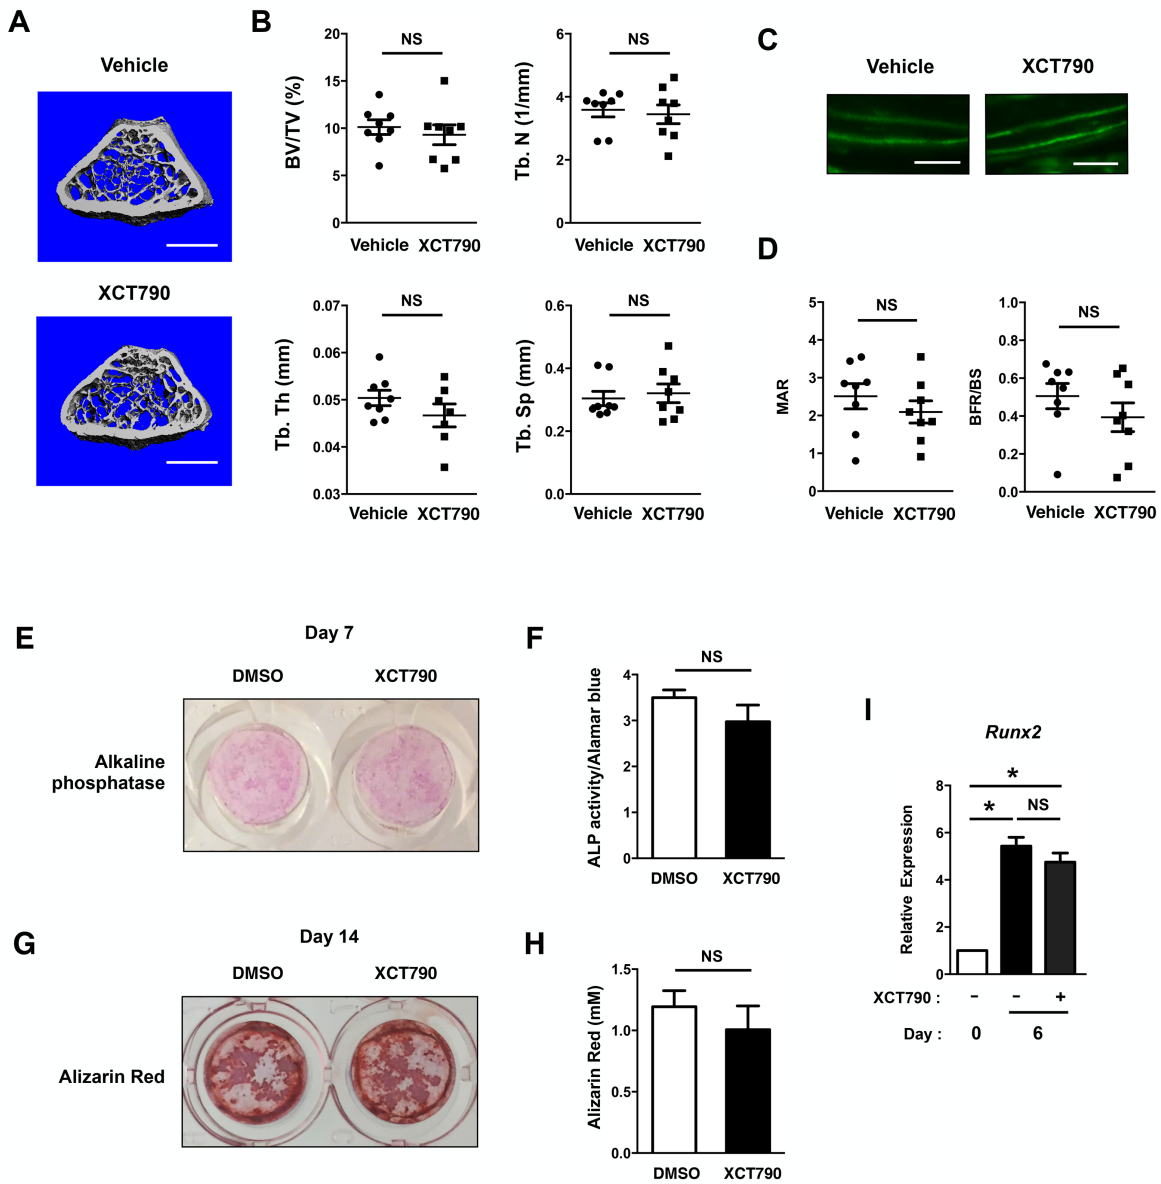 A
Vehicle
XCT790
B
20
15
10
5
0
BV/TV (%)
NS
Vehicle XCT790
6
4
2
0
Tb. N (1/mm)
NS
Vehicle XCT790
0.07
0.06
0.05
0.04
0.03
Tb. Th (mm)
NS
Vehicle XCT790
0.6
0.4
0.2
0.0
Tb. Sp (mm)
NS
Vehicle XCT790
C
Vehicle XCT790
D
5
4
3
2
1
0
MAR
NS
Vehicle XCT790
1.0
0.8
0.6
0.4
0.2
0.0
BFR/BS
NS
Vehicle XCT790
E
Day 7
DMSO XCT790
Alkaline
phosphatase
F
4
3
2
1
0
ALP activity/Alamar blue
NS
DMSO XCT790
G
Day 14
DMSO XCT790
Alizarin Red
H
1.5
1.0
0.5
0.0
Alizarin Red (mM)
NS
DMSO XCT790
I
Runx2
8
6
4
2
0
Relative Expression
*
* NS
XCT790 : - - +
Day : 0 6